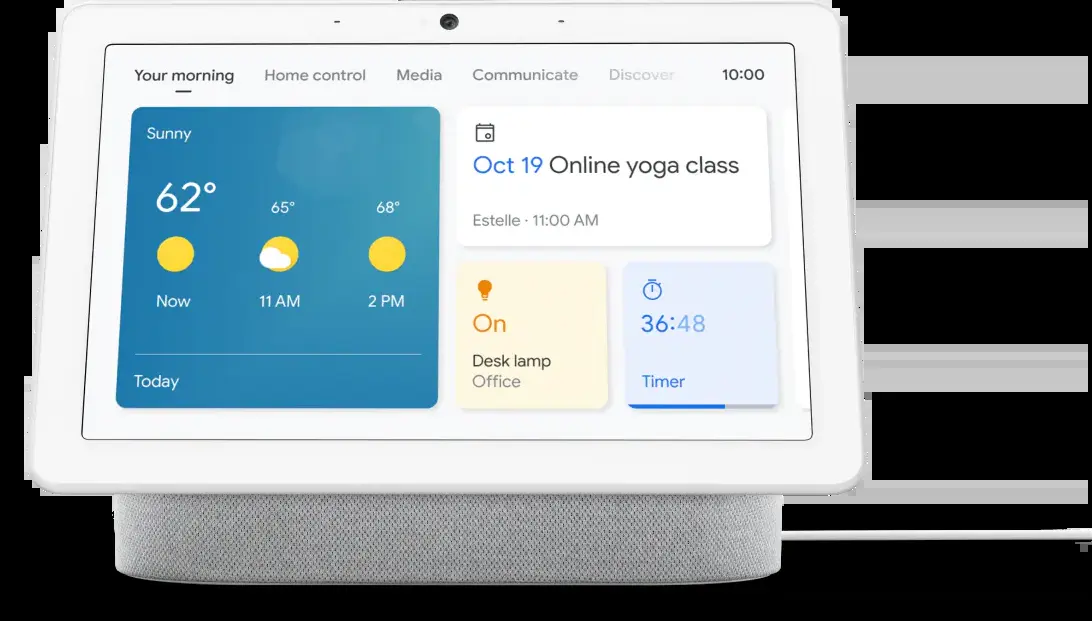 Your morning Home control Media Communicate Discover 10:00
Sunny
62° 65° 68°
Now 11 AM 2 PM
Today
Oct 19 Online yoga class
Estelle · 11:00 AM
On
Desk lamp
Office
36:48
Timer